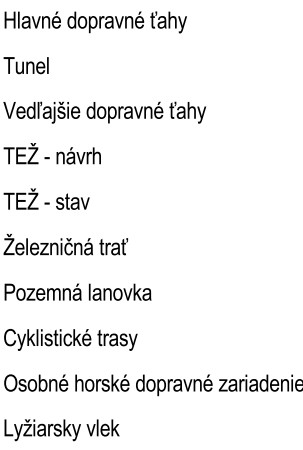 Hlavné dopravné ťahy
Tunel
Vedľajšie dopravné ťahy
TEŽ - návrh
TEŽ - stav
Železničná trať
Pozemná lanovka
Cyklistické trasy
Osobné horské dopravné zariadenie
Lyžiarsky vlek